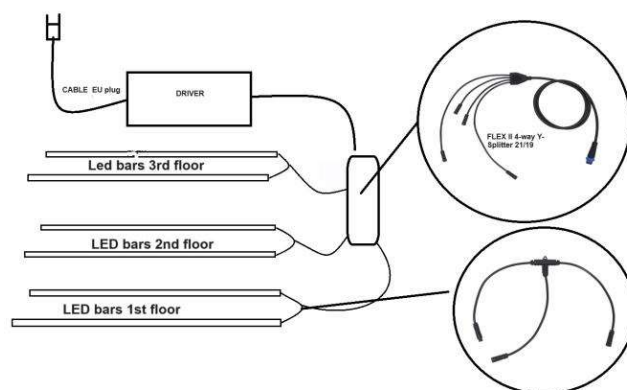 CABLE EU plug
DRIVER
FLEX II 4-way Y-
Splitter 21/19
Led bars 3rd floor
LED bars 2nd floor
LED bars 1st floor